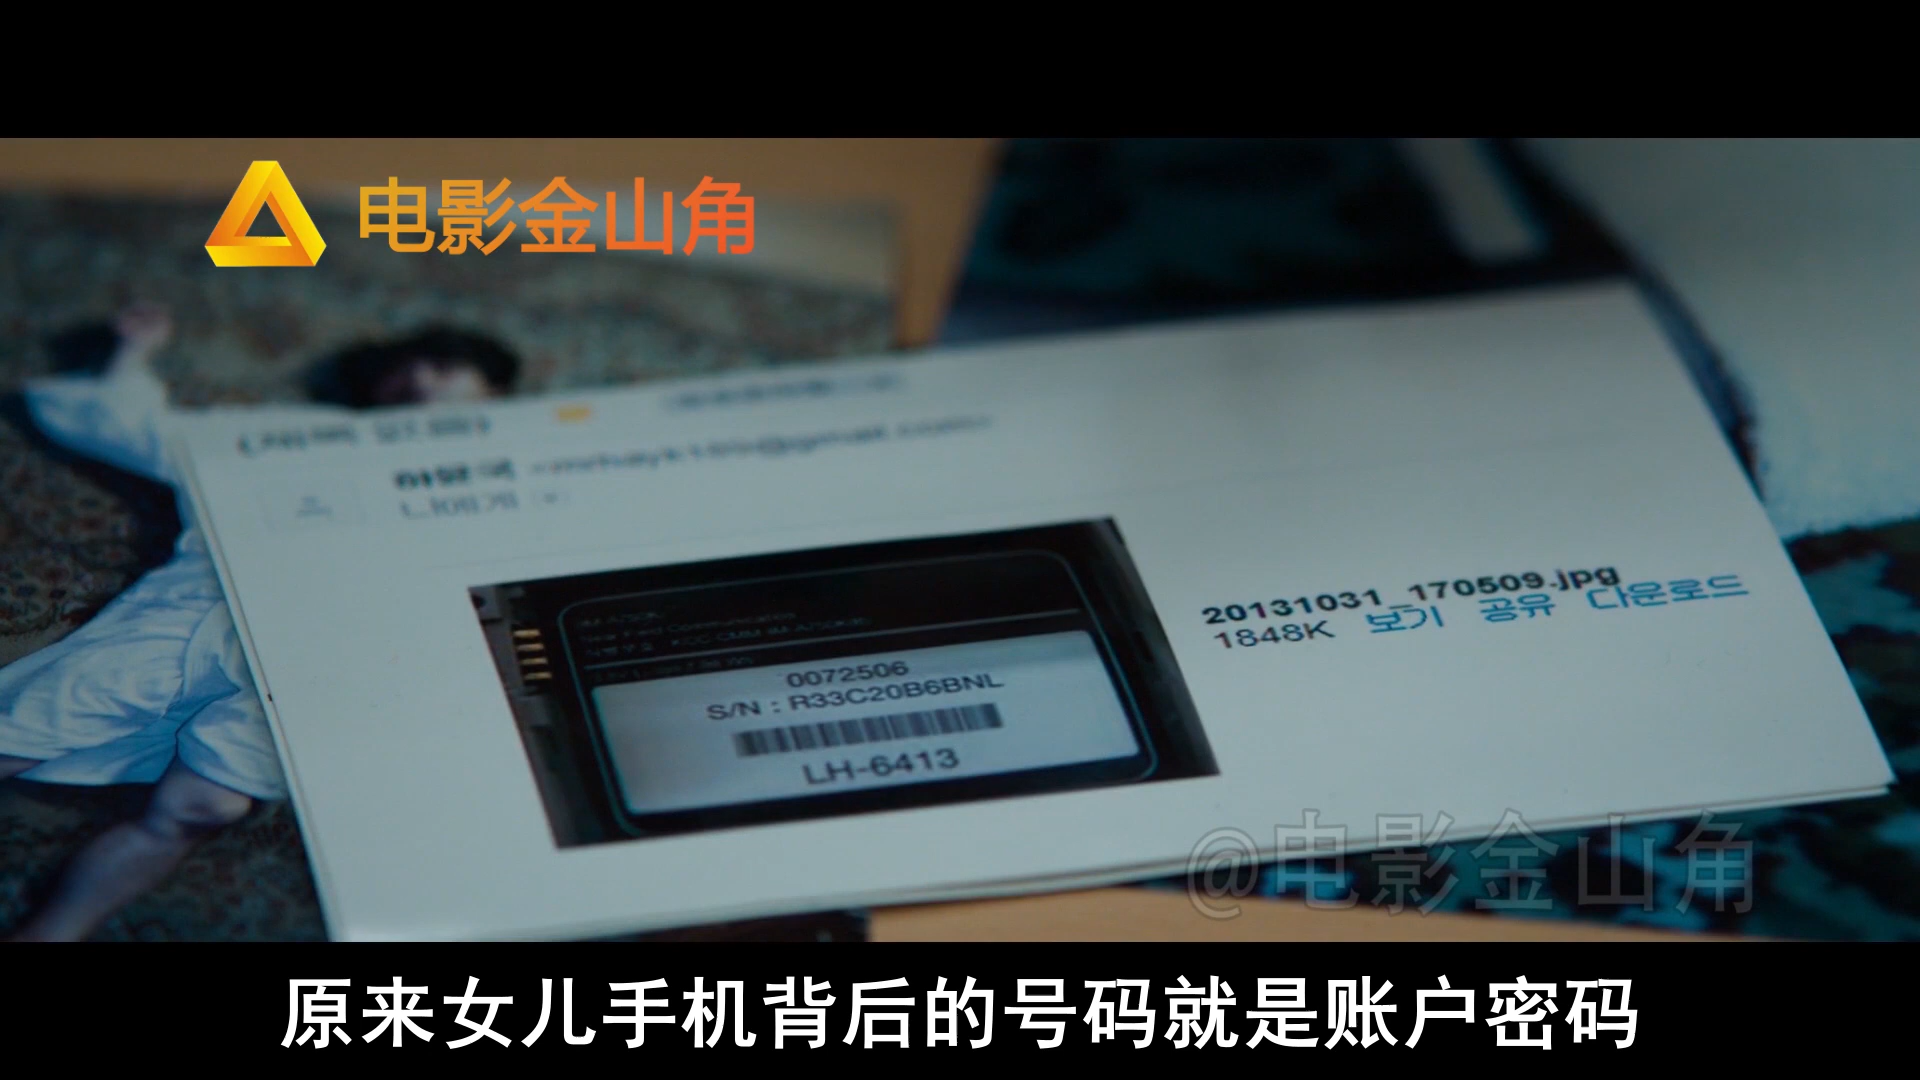 电影金山角
20131031_170509.jpg
1848K 보기 공유 다운로드
0072506
S/N : R33C20B6BNL
LH-6413
@电影金山角
原来女儿手机背后的号码就是账户密码